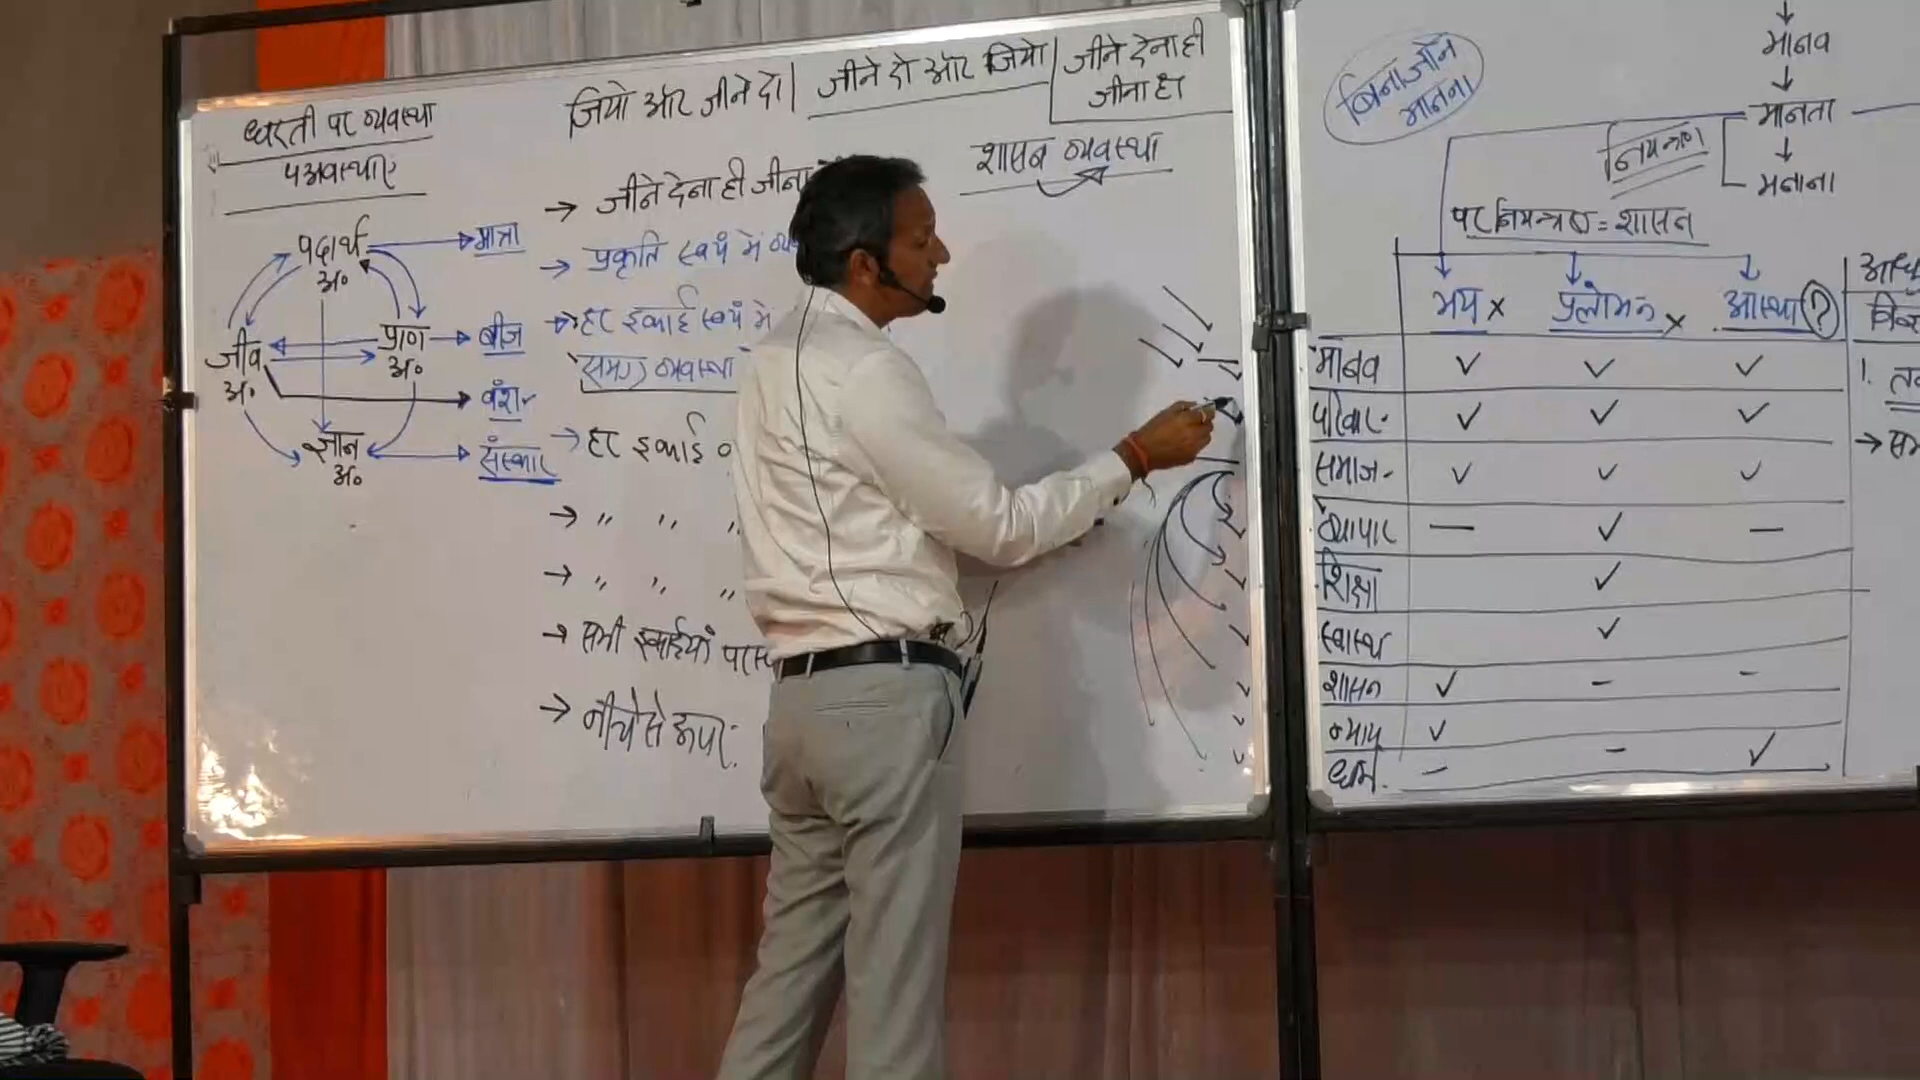 धरती पर व्यवस्था
४ अवस्थाएं
पदार्थ
अ०
मात्रा
जीव
अ०
प्राण
अ०
बीज
वंश
ज्ञान
अ०
संस्कार
जियो और जीने दो | जीने दो और जियो | जीने देना ही
जीना है
→ जीने देना ही जीना
→ प्रकृति स्वयं में
→ हर इकाई स्वयं में
समग्र व्यवस्था
→ हर इकाई
→ " " "
→ " " "
→ सभी इकाईयां
→ नीचे से ऊपर
शासन व्यवस्था
बिना जाने
मानना
मानव
↓
मानता
↓
मनाना
नियन्त्रण
पर नियन्त्रण = शासन
भय × प्रलोभन × आस्था (?)
मानव ✓ ✓ ✓
परिवार ✓ ✓ ✓
समाज ✓ ✓ ✓
व्यापार — ✓ —
शिक्षा ✓
स्वास्थ्य ✓
शासन ✓ - -
न्याय ✓
धर्म - - ✓
1.